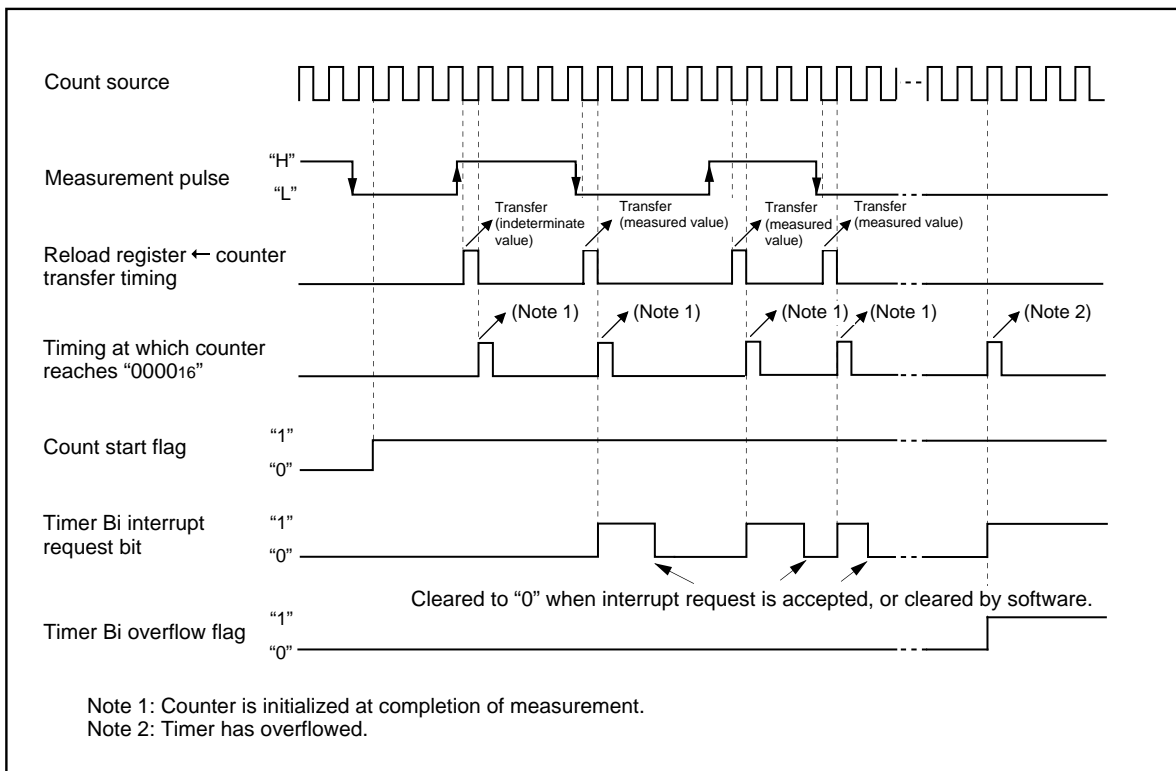 Count source
Measurement pulse
“H”
“L”
Transfer
(indeterminate
value)
Transfer
(measured value)
Transfer
(measured
value)
Transfer
(measured value)
Reload register ← counter
transfer timing
(Note 1)
(Note 1)
(Note 1)
(Note 1)
(Note 2)
Timing at which counter
reaches “000016”
Count start flag
“1”
“0”
Timer Bi interrupt
request bit
“1”
“0”
Cleared to “0” when interrupt request is accepted, or cleared by software.
Timer Bi overflow flag
“1”
“0”
Note 1: Counter is initialized at completion of measurement.
Note 2: Timer has overflowed.